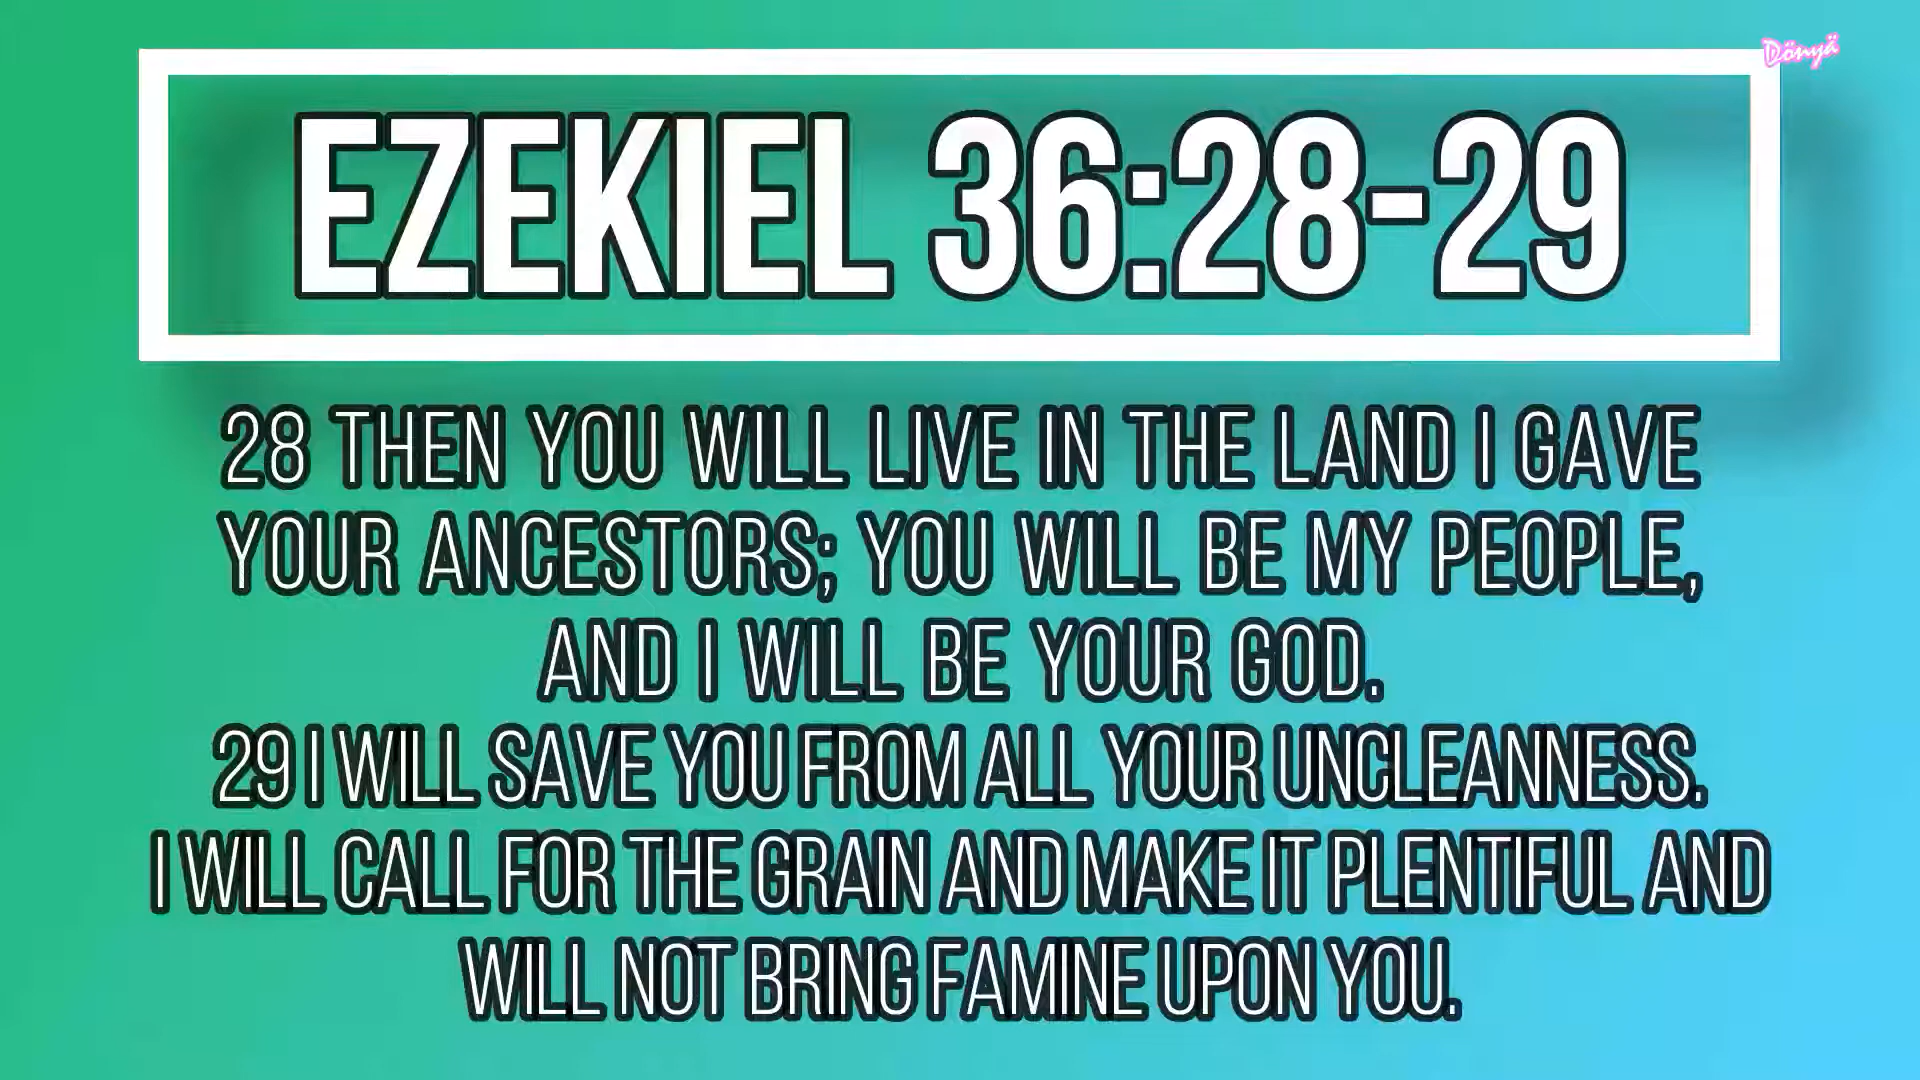 Dönyä
EZEKIEL 36:28-29
28 THEN YOU WILL LIVE IN THE LAND I GAVE
YOUR ANCESTORS; YOU WILL BE MY PEOPLE,
AND I WILL BE YOUR GOD.
29 I WILL SAVE YOU FROM ALL YOUR UNCLEANNESS.
I WILL CALL FOR THE GRAIN AND MAKE IT PLENTIFUL AND
WILL NOT BRING FAMINE UPON YOU.